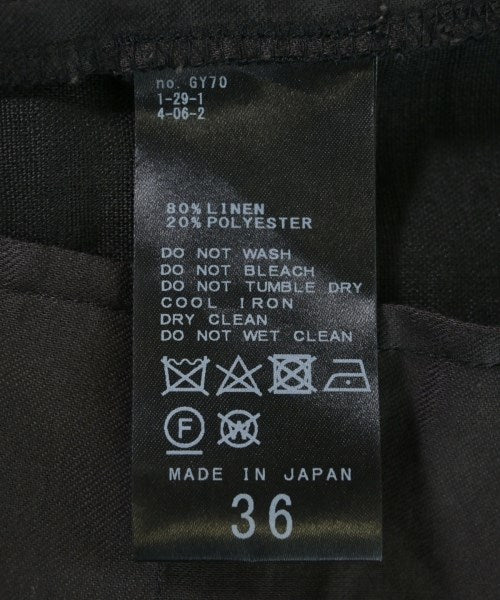 no. GY70
1-29-1
4-06-2
80% LINEN
20% POLYESTER
DO NOT WASH
DO NOT BLEACH
DO NOT TUMBLE DRY
COOL IRON
DRY CLEAN
DO NOT WET CLEAN
F W
MADE IN JAPAN
36